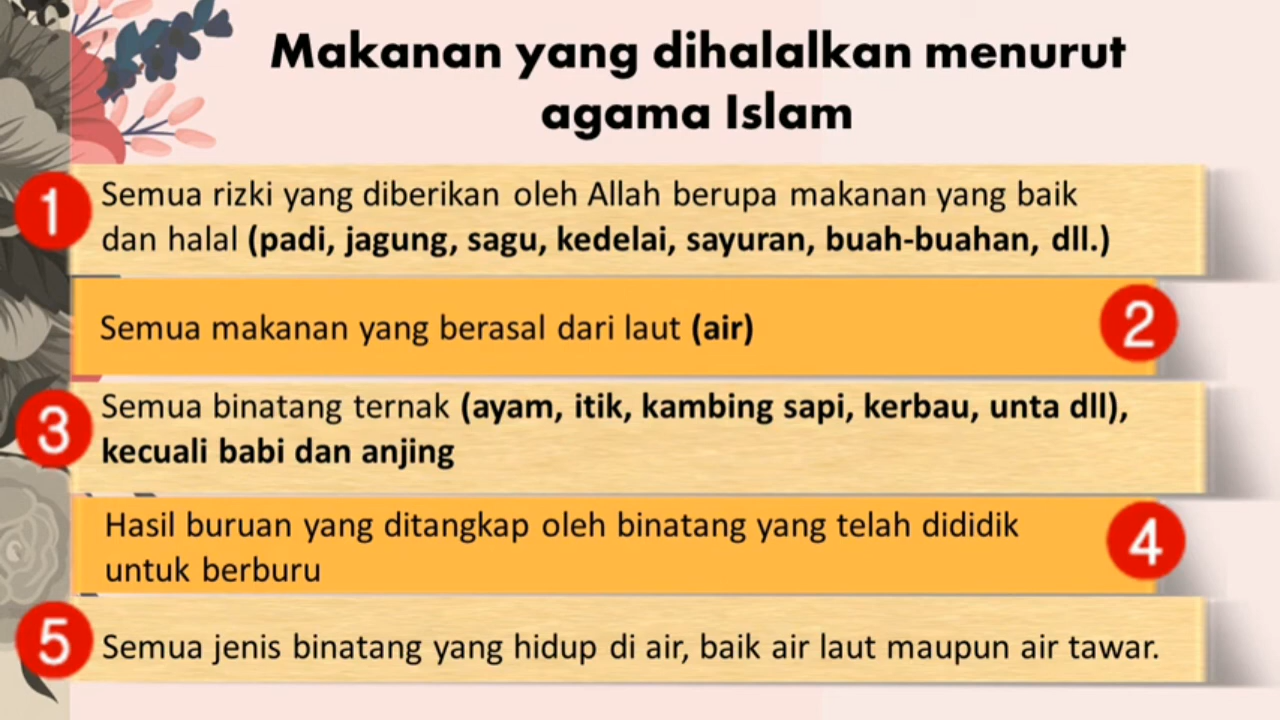 Makanan yang dihalalkan menurut
agama Islam
1
Semua rizki yang diberikan oleh Allah berupa makanan yang baik
dan halal (padi, jagung, sagu, kedelai, sayuran, buah-buahan, dll.)
Semua makanan yang berasal dari laut (air)
2
3
Semua binatang ternak (ayam, itik, kambing sapi, kerbau, unta dll),
kecuali babi dan anjing
Hasil buruan yang ditangkap oleh binatang yang telah dididik
untuk berburu
4
5
Semua jenis binatang yang hidup di air, baik air laut maupun air tawar.